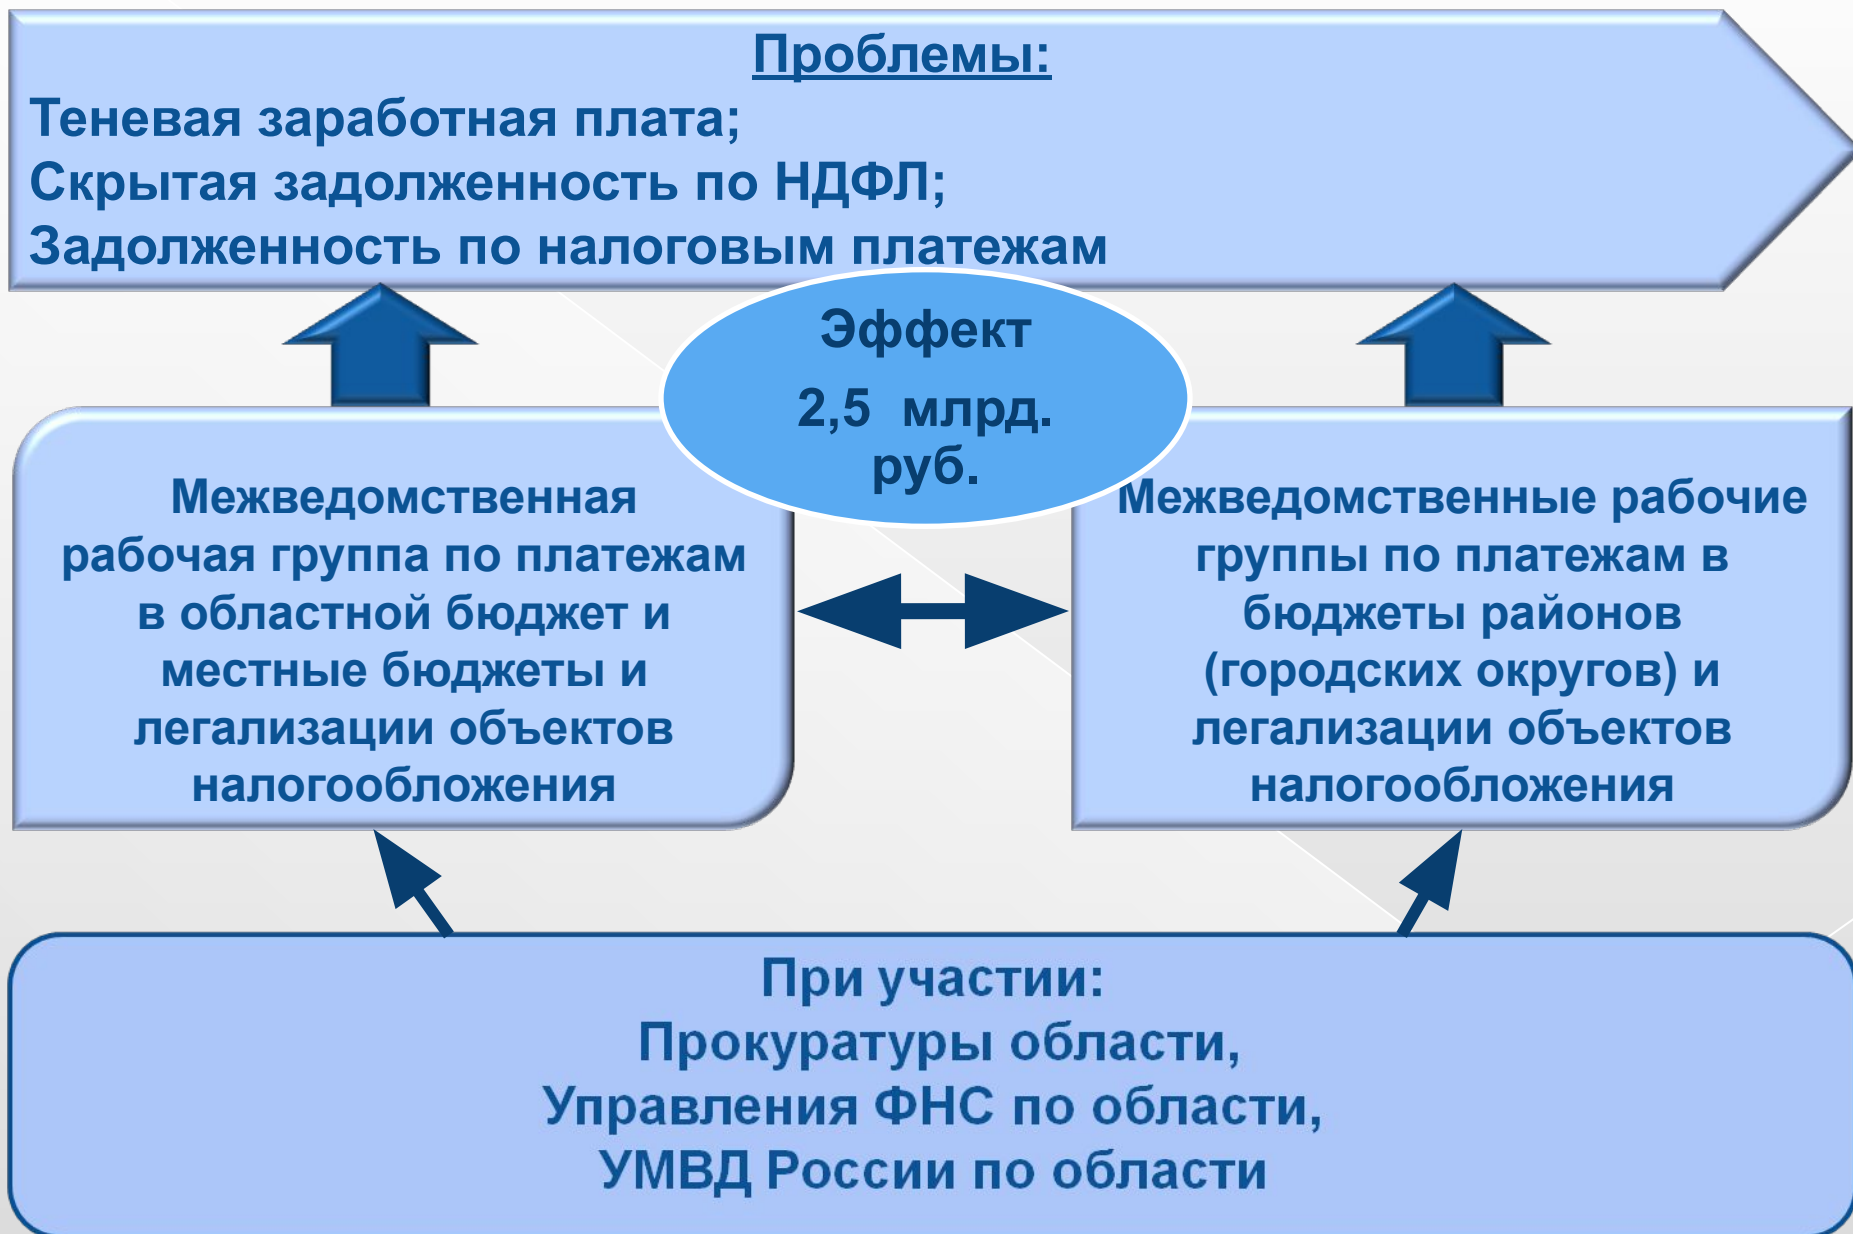 Проблемы:
Теневая заработная плата;
Скрытая задолженность по НДФЛ;
Задолженность по налоговым платежам
Эффект
2,5 млрд.
руб.
Межведомственная
рабочая группа по платежам
в областной бюджет и
местные бюджеты и
легализации объектов
налогообложения
Межведомственные рабочие
группы по платежам в
бюджеты районов
(городских округов) и
легализации объектов
налогообложения
При участии:
Прокуратуры области,
Управления ФНС по области,
УМВД России по области